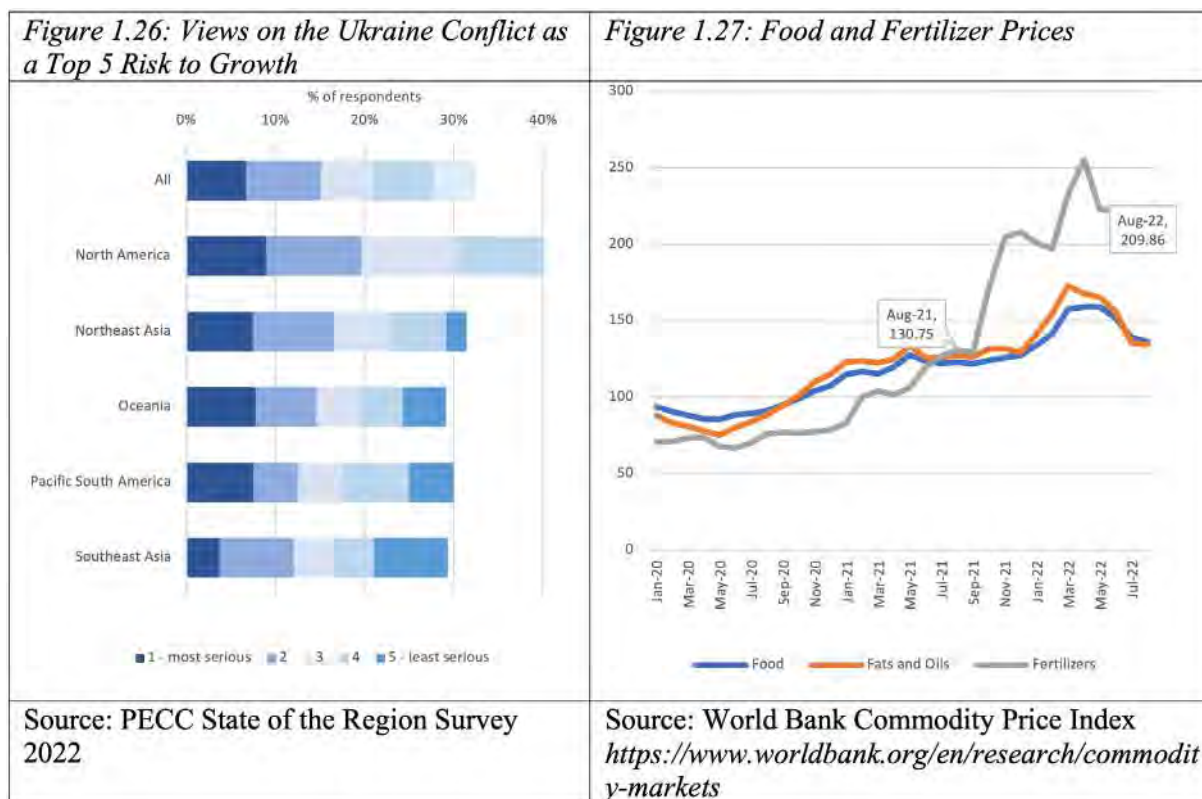 Figure 1.26: Views on the Ukraine Conflict as
a Top 5 Risk to Growth
% of respondents
0% 10% 20% 30% 40%
All
North America
Northeast Asia
Oceania
Pacific South America
Southeast Asia
1 - most serious 2 3 4 5 - least serious
Source: PECC State of the Region Survey
2022
Figure 1.27: Food and Fertilizer Prices
300
250
200
150
100
50
0
Aug-22,
209.86
Aug-21,
130.75
Jan-20
Mar-20
May-20
Jul-20
Sep-20
Nov-20
Jan-21
Mar-21
May-21
Jul-21
Sep-21
Nov-21
Jan-22
Mar-22
May-22
Jul-22
Food Fats and Oils Fertilizers
Source: World Bank Commodity Price Index
https://www.worldbank.org/en/research/commodit
y-markets